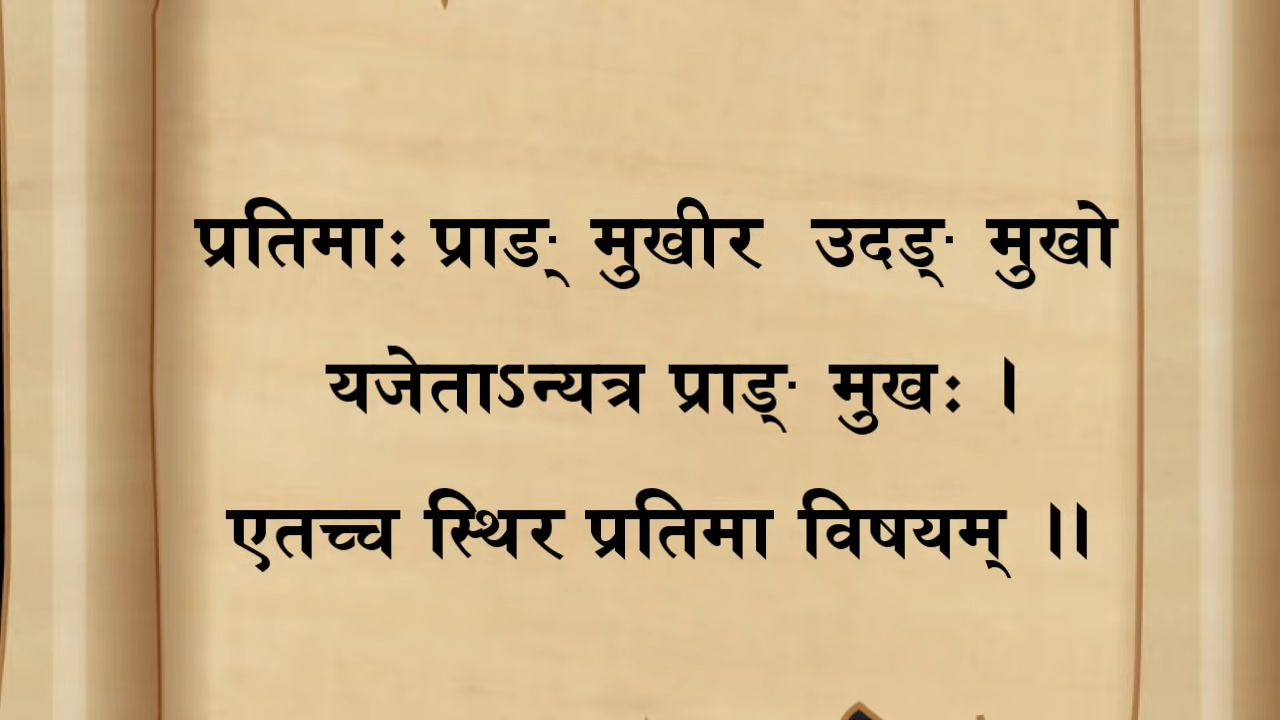 प्रतिमाः प्राङ् मुखीर उदङ् मुखो
यजेताऽन्यत्र प्राङ् मुखः ।
एतच्च स्थिर प्रतिमा विषयम् ।।